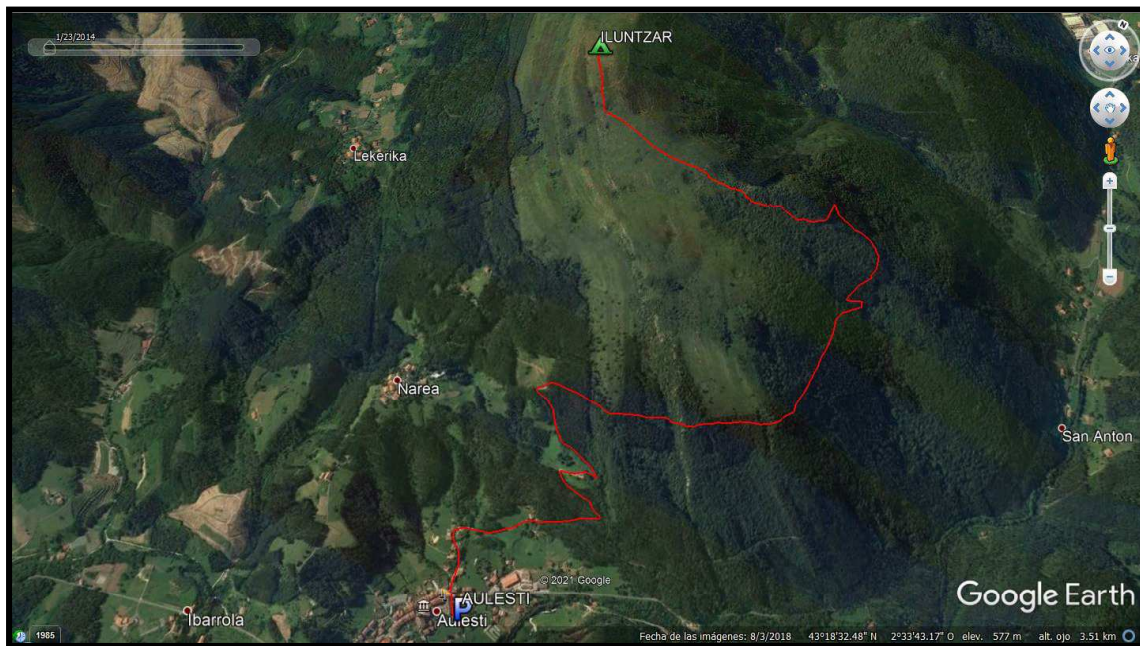 1/23/2014
ILUNTZAR
N
Lekerika
Narea
San Anton
© 2021 Google
AULESTI
P
Aulesti
Ibarrola
Google Earth
1985
Fecha de las imágenes: 8/3/2018 43°18'32.48" N 2°33'43.17" O elev. 577 m alt. ojo 3.51 km